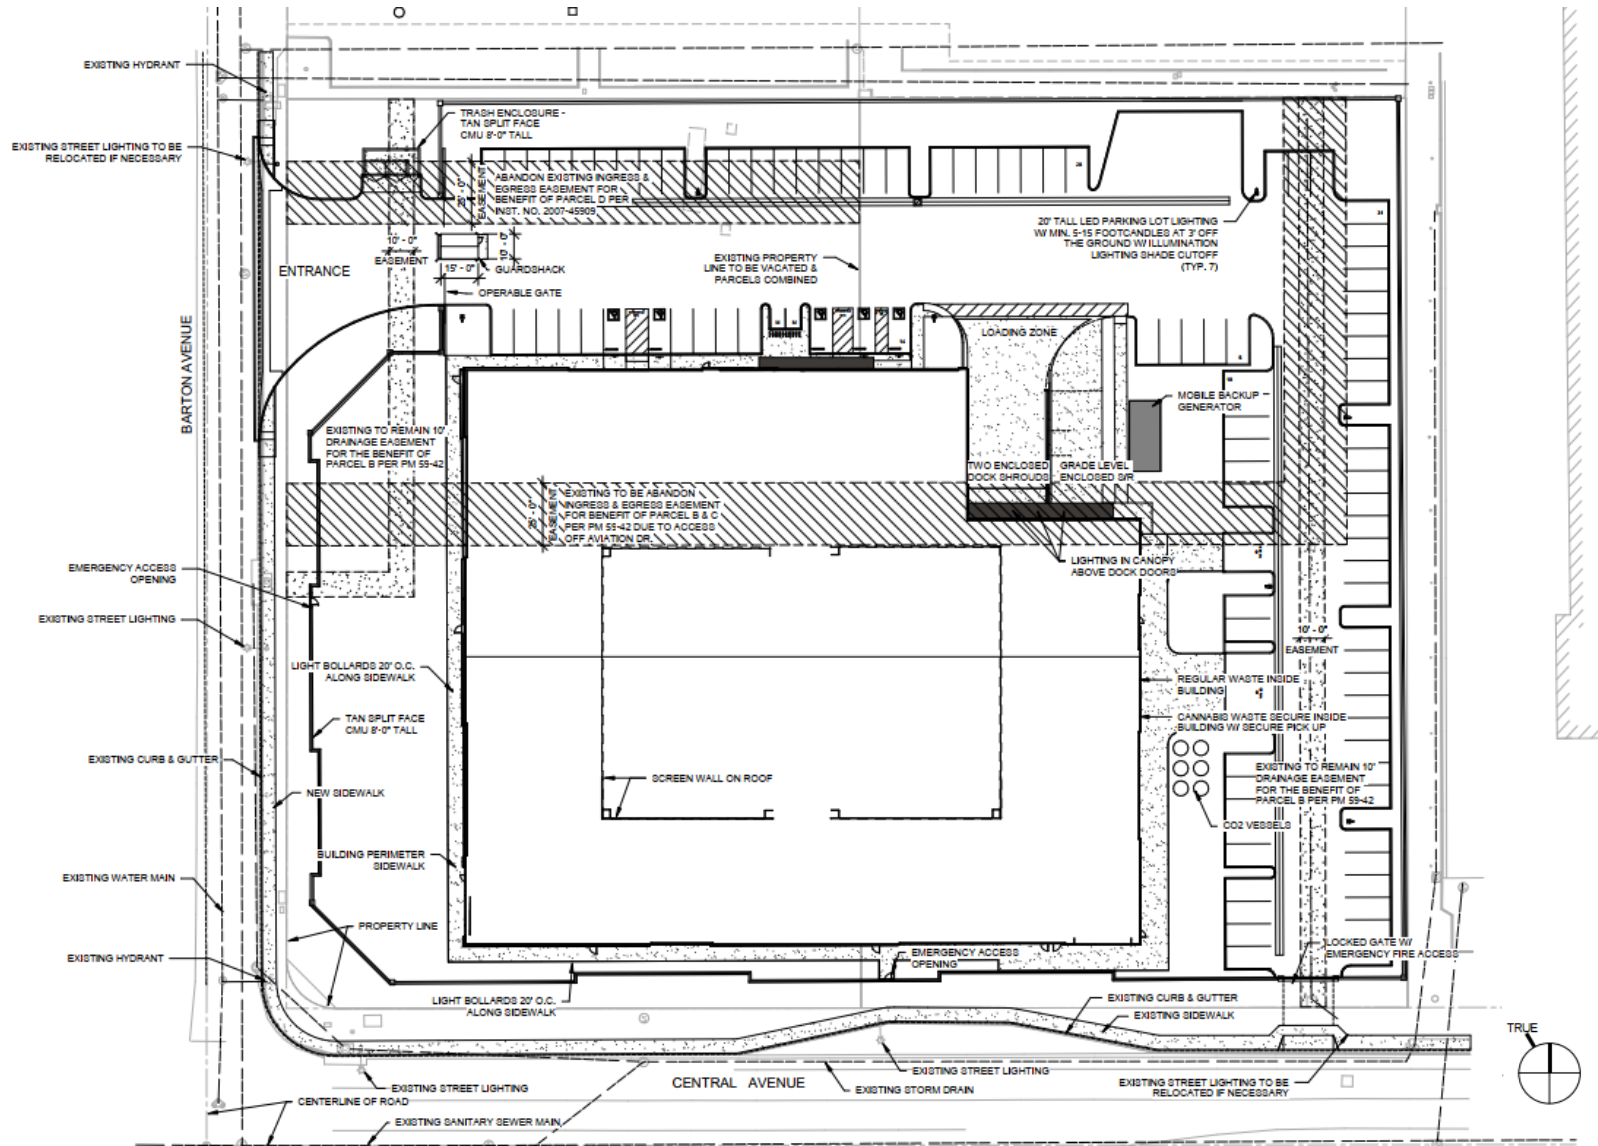 EXISTING HYDRANT
TRASH ENCLOSURE -
TAN SPLIT FACE
CMU 8'-0" TALL
EXISTING STREET LIGHTING TO BE
RELOCATED IF NECESSARY
25' - 0"
EASEMENT
ABANDON EXISTING INGRESS &
EGRESS EASEMENT FOR
BENEFIT OF PARCEL D PER
INST. NO. 2007-45909
20' TALL LED PARKING LOT LIGHTING
W/ MIN. 5-15 FOOTCANDLES AT 3' OFF
THE GROUND W/ ILLUMINATION
LIGHTING SHADE CUTOFF
(TYP. 7)
10' - 0"
EASEMENT
10' - 0"
15' - 0"
GUARDSHACK
ENTRANCE
OPERABLE GATE
EXISTING PROPERTY
LINE TO BE VACATED &
PARCELS COMBINED
LOADING ZONE
BARTON AVENUE
MOBILE BACKUP
GENERATOR
EXISTING TO REMAIN 10'
DRAINAGE EASEMENT
FOR THE BENEFIT OF
PARCEL B PER PM 59-42
TWO ENCLOSED
DOCK SHROUDS
GRADE LEVEL
ENCLOSED S/R
25' - 0"
EASEMENT
EXISTING TO BE ABANDON
INGRESS & EGRESS EASEMENT
FOR BENEFIT OF PARCEL B & C
PER PM 59-42 DUE TO ACCESS
OFF AVIATION DR.
LIGHTING IN CANOPY
ABOVE DOCK DOORS
EMERGENCY ACCESS
OPENING
EXISTING STREET LIGHTING
10' - 0"
EASEMENT
LIGHT BOLLARDS 20' O.C.
ALONG SIDEWALK
REGULAR WASTE INSIDE
BUILDING
TAN SPLIT FACE
CMU 8'-0" TALL
CANNABIS WASTE SECURE INSIDE
BUILDING W/ SECURE PICK UP
EXISTING CURB & GUTTER
SCREEN WALL ON ROOF
EXISTING TO REMAIN 10'
DRAINAGE EASEMENT
FOR THE BENEFIT OF
PARCEL B PER PM 59-42
NEW SIDEWALK
CO2 VESSELS
BUILDING PERIMETER
SIDEWALK
EXISTING WATER MAIN
PROPERTY LINE
EXISTING HYDRANT
EMERGENCY ACCESS
OPENING
LOCKED GATE W/
EMERGENCY FIRE ACCESS
LIGHT BOLLARDS 20' O.C.
ALONG SIDEWALK
EXISTING CURB & GUTTER
EXISTING SIDEWALK
TRUE
EXISTING STREET LIGHTING
CENTRAL AVENUE
EXISTING STREET LIGHTING
EXISTING STORM DRAIN
EXISTING STREET LIGHTING TO BE
RELOCATED IF NECESSARY
CENTERLINE OF ROAD
EXISTING SANITARY SEWER MAIN